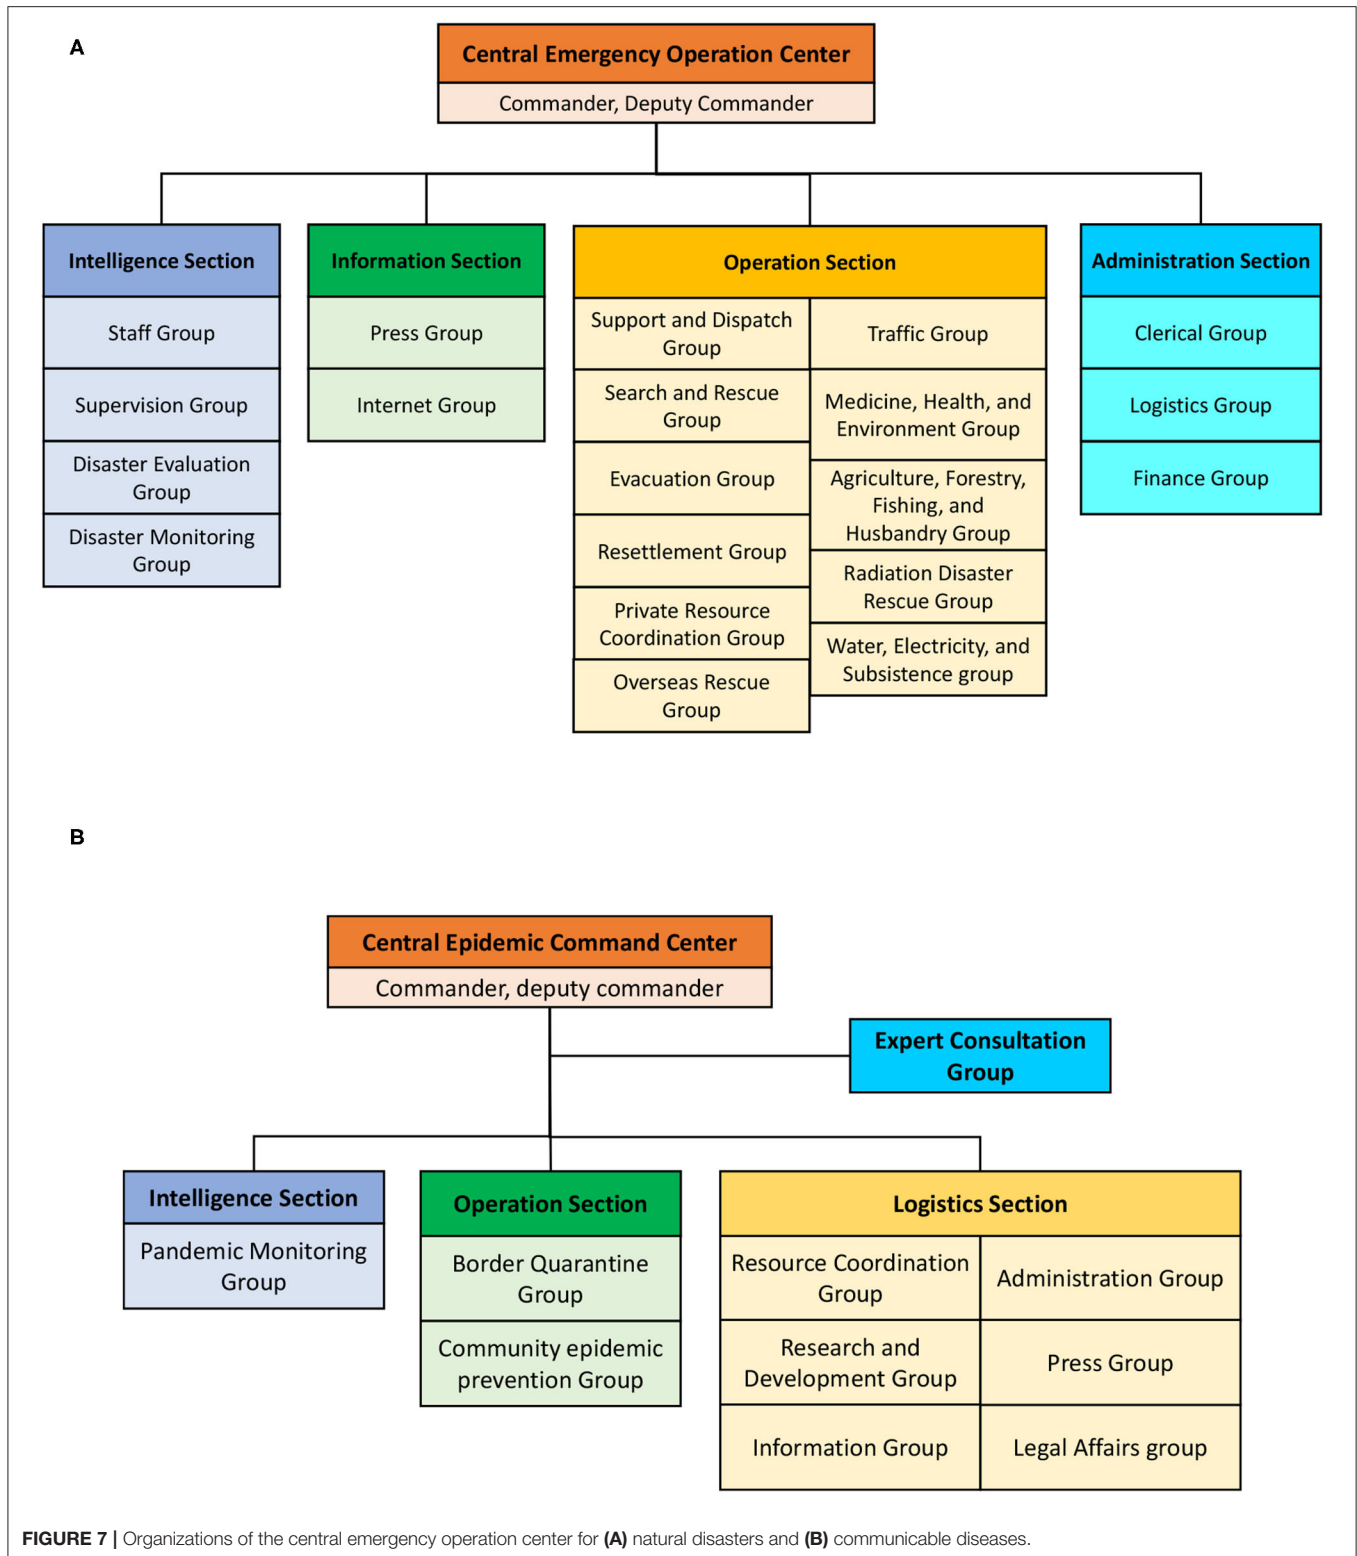 A
Central Emergency Operation Center
Commander, Deputy Commander
Intelligence Section
Staff Group
Supervision Group
Disaster Evaluation
Group
Disaster Monitoring
Group
Information Section
Press Group
Internet Group
Operation Section
Support and Dispatch
Group
Search and Rescue
Group
Evacuation Group
Resettlement Group
Private Resource
Coordination Group
Overseas Rescue
Group
Traffic Group
Medicine, Health, and
Environment Group
Agriculture, Forestry,
Fishing, and
Husbandry Group
Radiation Disaster
Rescue Group
Water, Electricity, and
Subsistence group
Administration Section
Clerical Group
Logistics Group
Finance Group
B
Central Epidemic Command Center
Commander, deputy commander
Expert Consultation
Group
Intelligence Section
Pandemic Monitoring
Group
Operation Section
Border Quarantine
Group
Community epidemic
prevention Group
Logistics Section
Resource Coordination
Group
Research and
Development Group
Information Group
Administration Group
Press Group
Legal Affairs group
FIGURE 7 | Organizations of the central emergency operation center for (A) natural disasters and (B) communicable diseases.